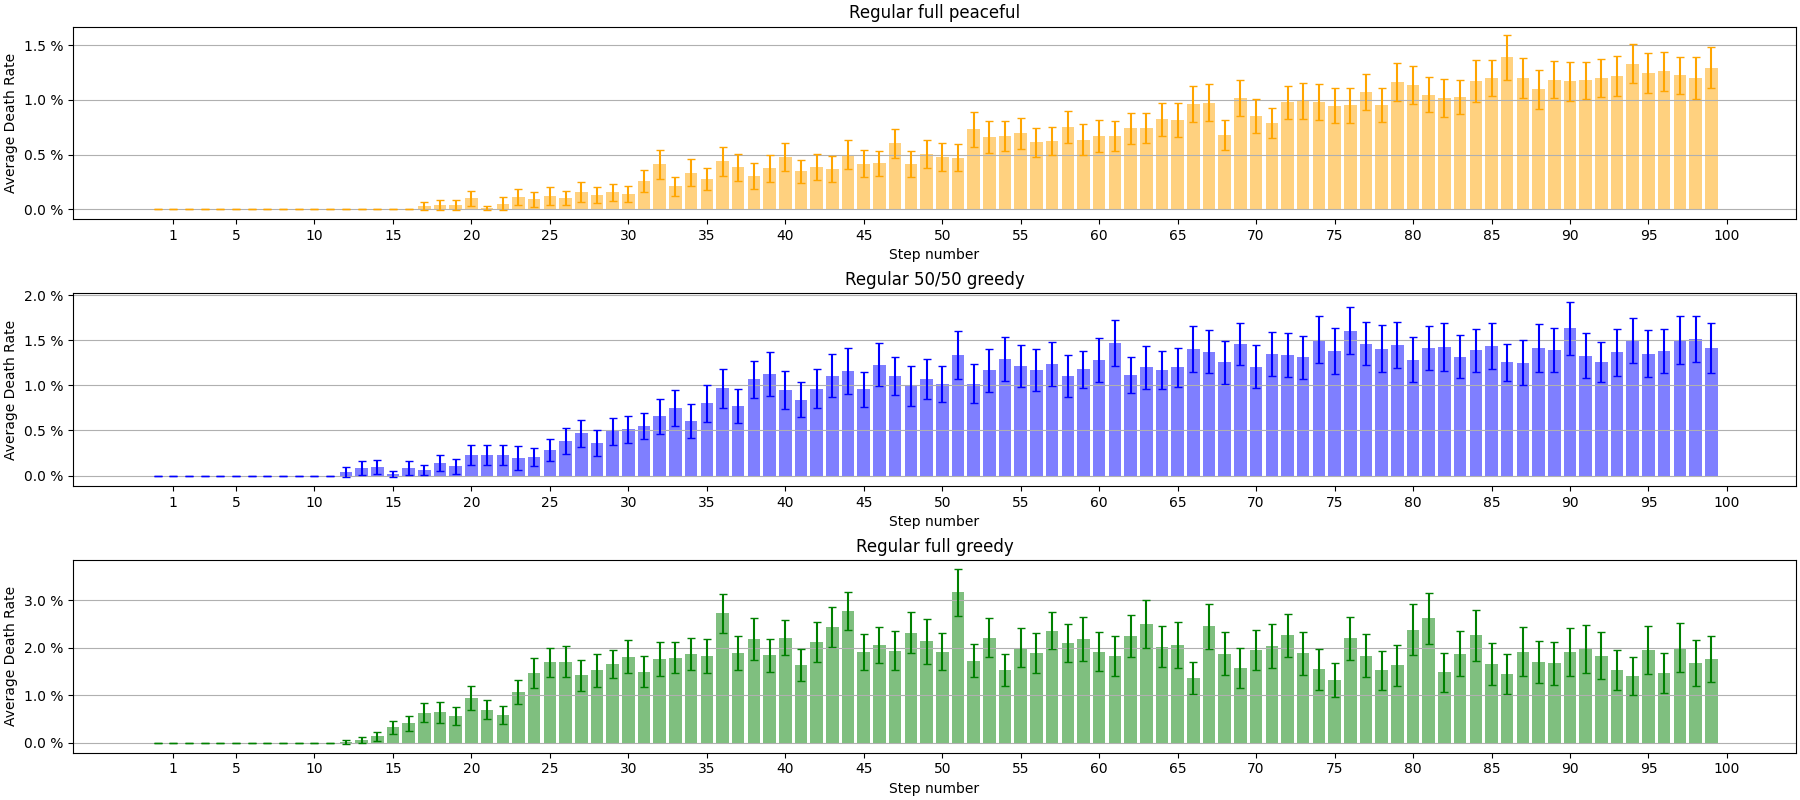 Regular full peaceful
Average Death Rate
1.5 %
1.0 %
0.5 %
0.0 %
1 5 10 15 20 25 30 35 40 45 50 55 60 65 70 75 80 85 90 95 100
Step number
Regular 50/50 greedy
Average Death Rate
2.0 %
1.5 %
1.0 %
0.5 %
0.0 %
1 5 10 15 20 25 30 35 40 45 50 55 60 65 70 75 80 85 90 95 100
Step number
Regular full greedy
Average Death Rate
3.0 %
2.0 %
1.0 %
0.0 %
1 5 10 15 20 25 30 35 40 45 50 55 60 65 70 75 80 85 90 95 100
Step number